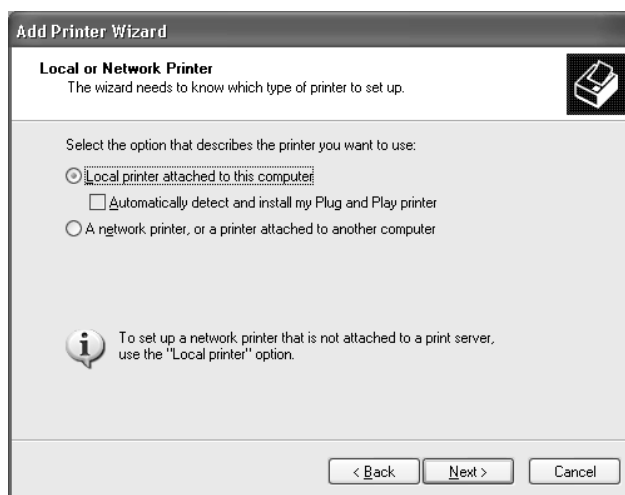 Add Printer Wizard
Local or Network Printer
The wizard needs to know which type of printer to set up.
Select the option that describes the printer you want to use:
Local printer attached to this computer
Automatically detect and install my Plug and Play printer
A network printer, or a printer attached to another computer
To set up a network printer that is not attached to a print server,
use the "Local printer" option.
< Back
Next >
Cancel